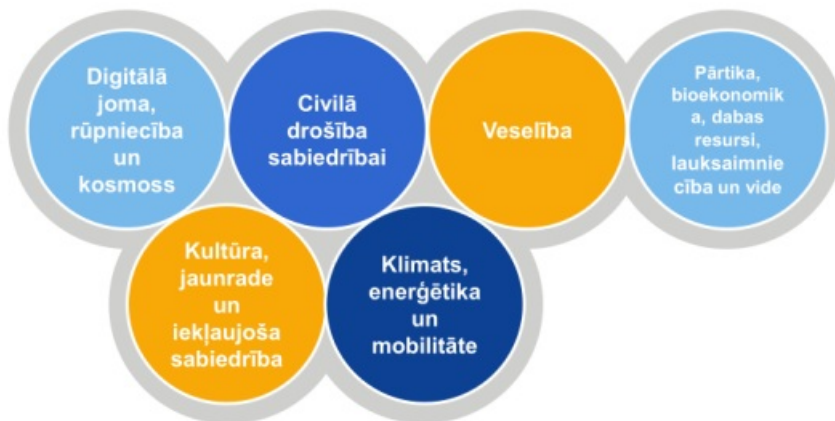 Digitālā
joma,
rūpniecība
un
kosmoss
Civilā
drošība
sabiedrībai
Veselība
Pārtika,
bioekonomik
a, dabas
resursi,
lauksaimnie
cība un vide
Kultūra,
jaunrade
un
iekļaujoša
sabiedrība
Klimats,
enerģētika
un
mobilitāte